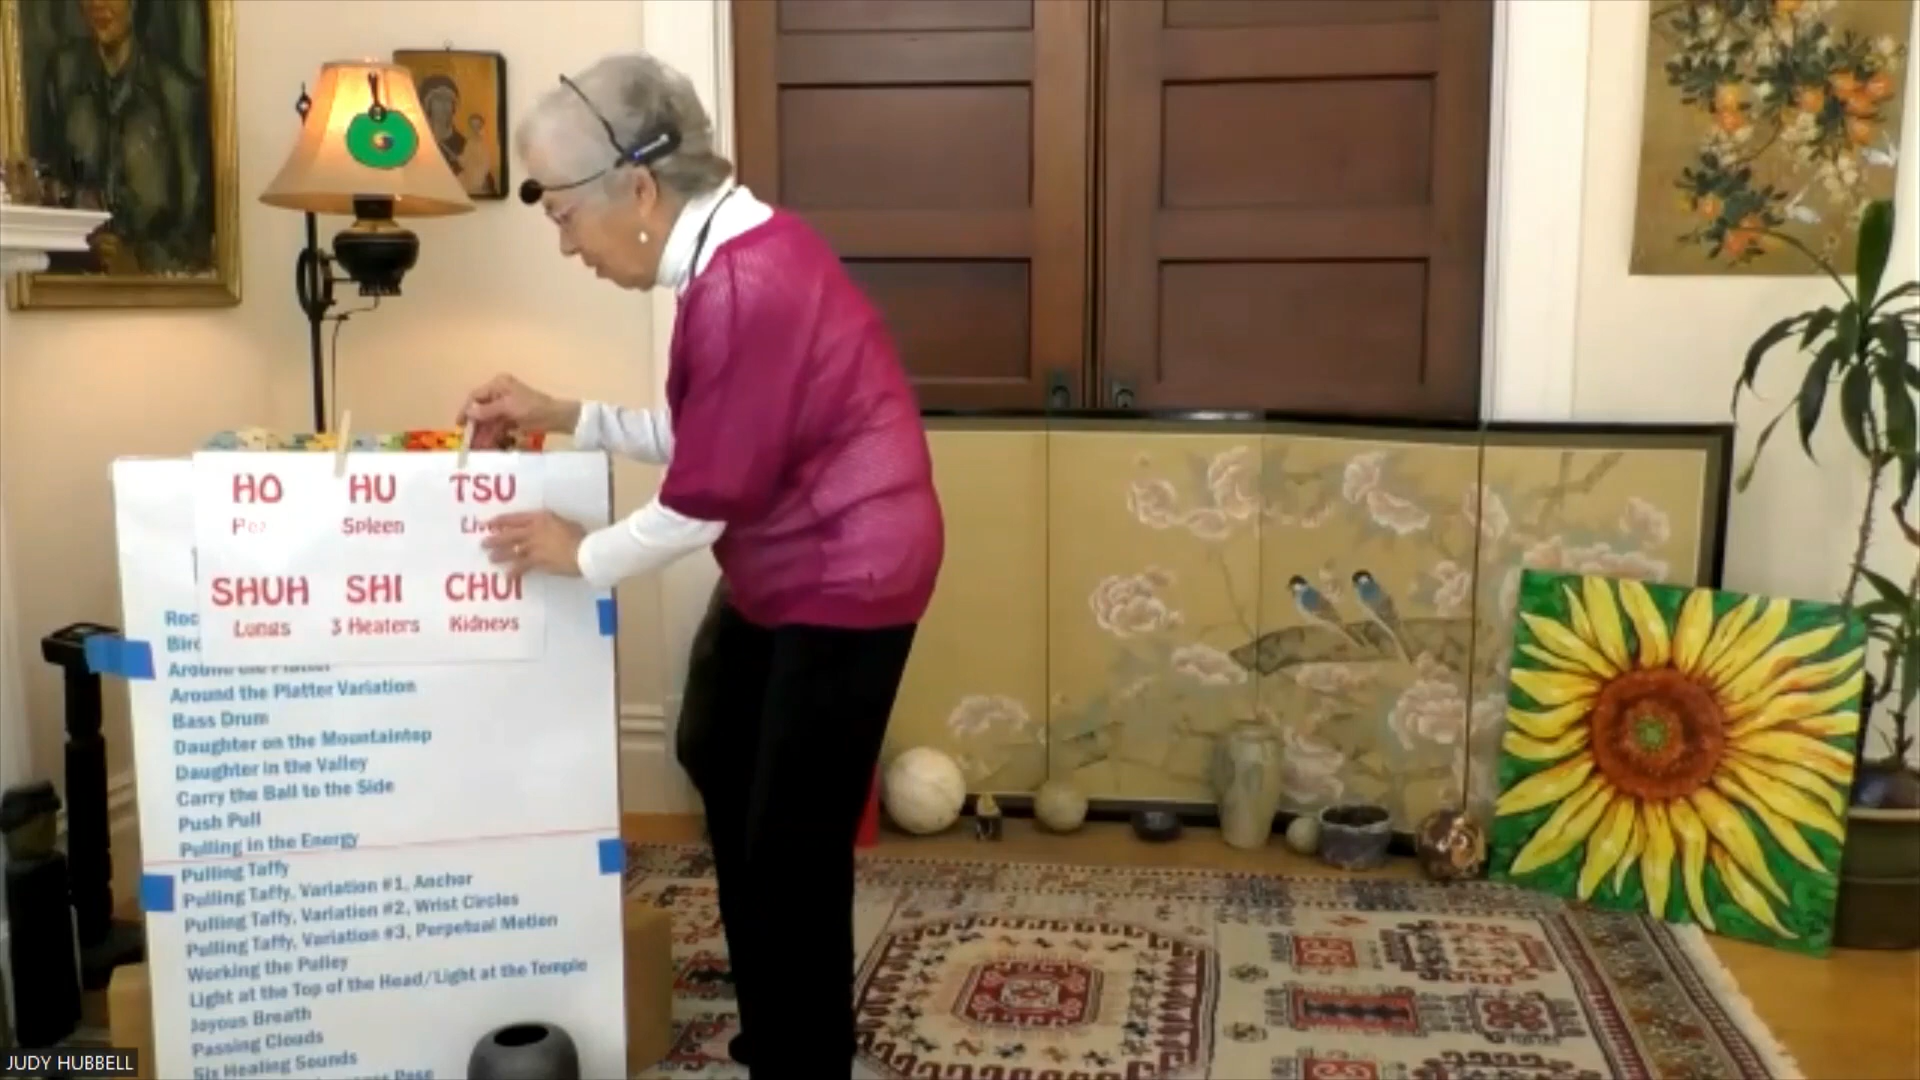 HO HU TSU
Spleen
SHUH SHI CHUI
Lungs 3 Heaters Kidneys
Around the Platter Variation
Bass Drum
Daughter on the Mountaintop
Daughter in the Valley
Carry the Ball to the Side
Push Pull
Pulling in the Energy
Pulling Taffy
Pulling Taffy, Variation #1, Anchor
Pulling Taffy, Variation #2, Wrist Circles
Pulling Taffy, Variation #3, Perpetual Motion
Working the Pulley
Light at the Top of the Head/Light at the Temple
Joyous Breath
Passing Clouds
Six Healing Sounds
Pose
JUDY HUBBELL